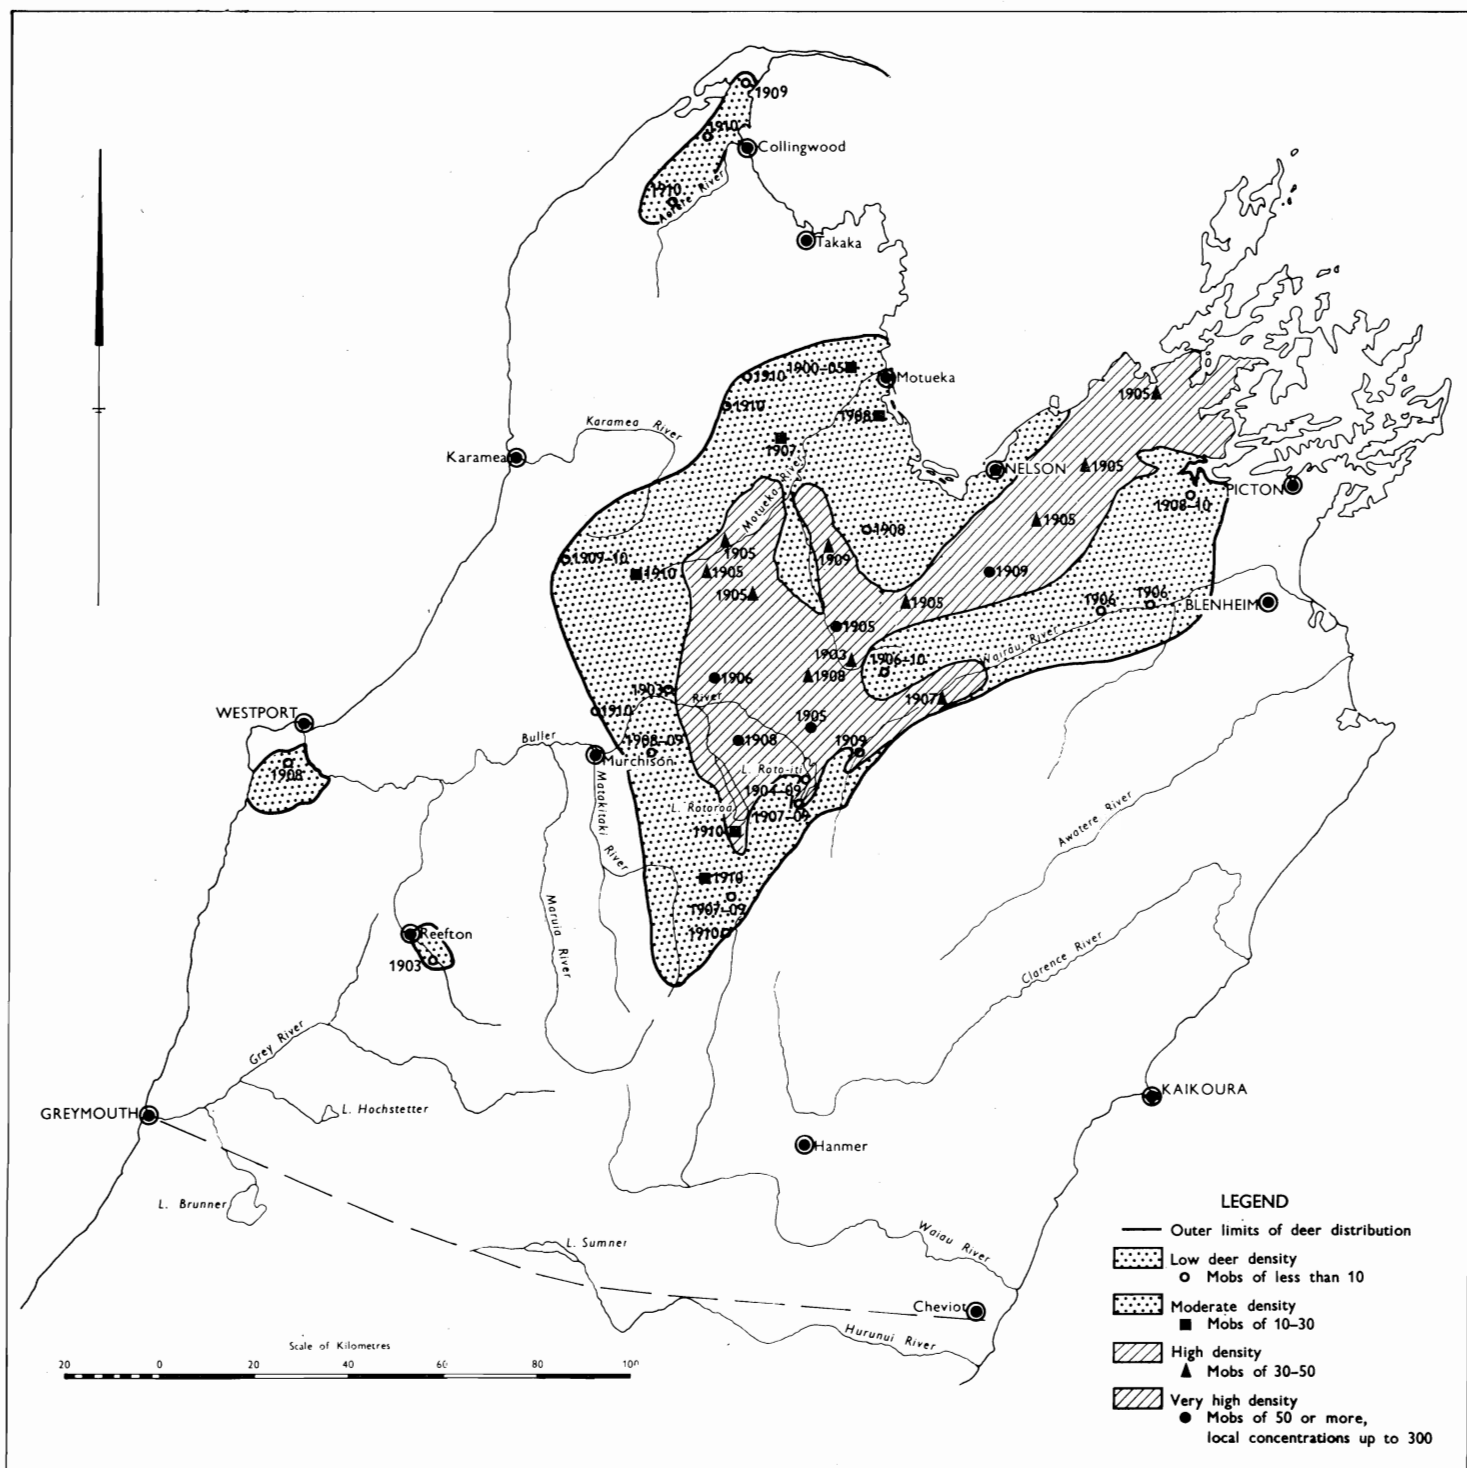 1909
1910
Collingwood
1910
Aorere River
Takaka
1900-05
1910
Motueka
1910
1908
1905
Karamea River
1907
Karamea
Motueka River
NELSON
1905
PICTON
1908-10
1905
1908
1905
1909
1909-10
1910
1905
1909
1905
1905
1906
1906
BLENHEIM
1905
1903
1906-10
Wairau River
1906
1908
1903
River
1907
1910
1905
WESTPORT
Buller
1908-09
1908
1909
Murchison
L. Roto-iti
1908
1904-09
L. Rotoroa
1907-09
Matakitaki River
1910
Awatere River
1910
1907-09
Maruia River
1910
Reefton
1903
Clarence River
Grey River
KAIKOURA
GREYMOUTH
L. Hochstetter
Hanmer
L. Brunner
LEGEND
Outer limits of deer distribution
L. Sumner
Waiau River
Low deer density
Mobs of less than 10
Cheviot
Moderate density
Mobs of 10-30
Hurunui River
Scale of Kilometres
High density
Mobs of 30-50
20 0 20 40 60 80 100
Very high density
Mobs of 50 or more,
local concentrations up to 300